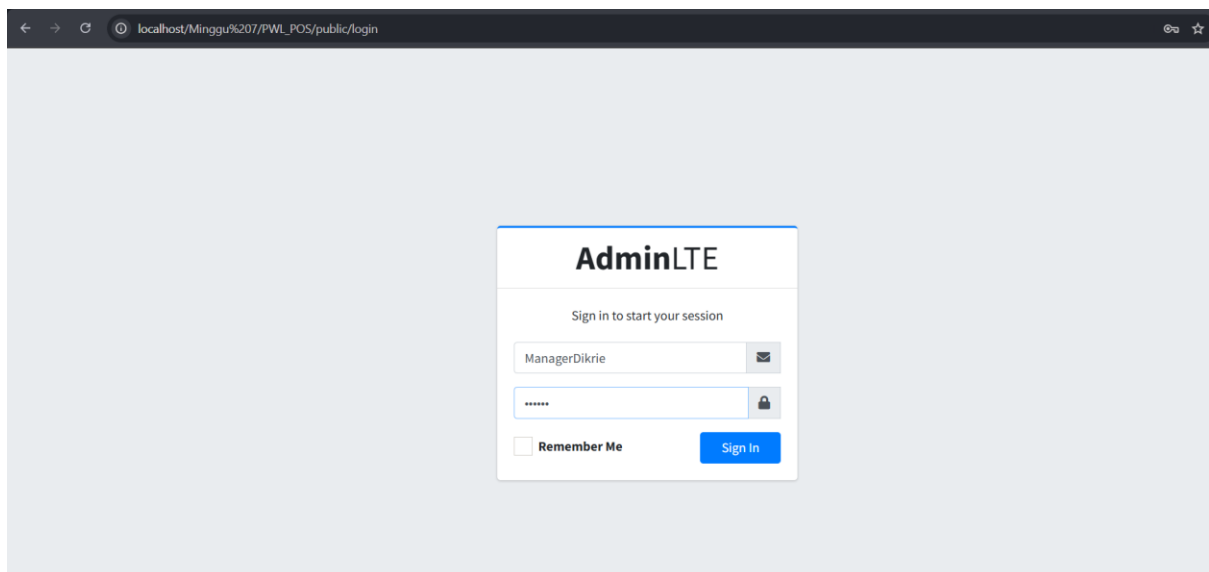 localhost/Minggu%207/PWL_POS/public/login
AdminLTE
Sign in to start your session
ManagerDikrie
••••••
Remember Me
Sign In